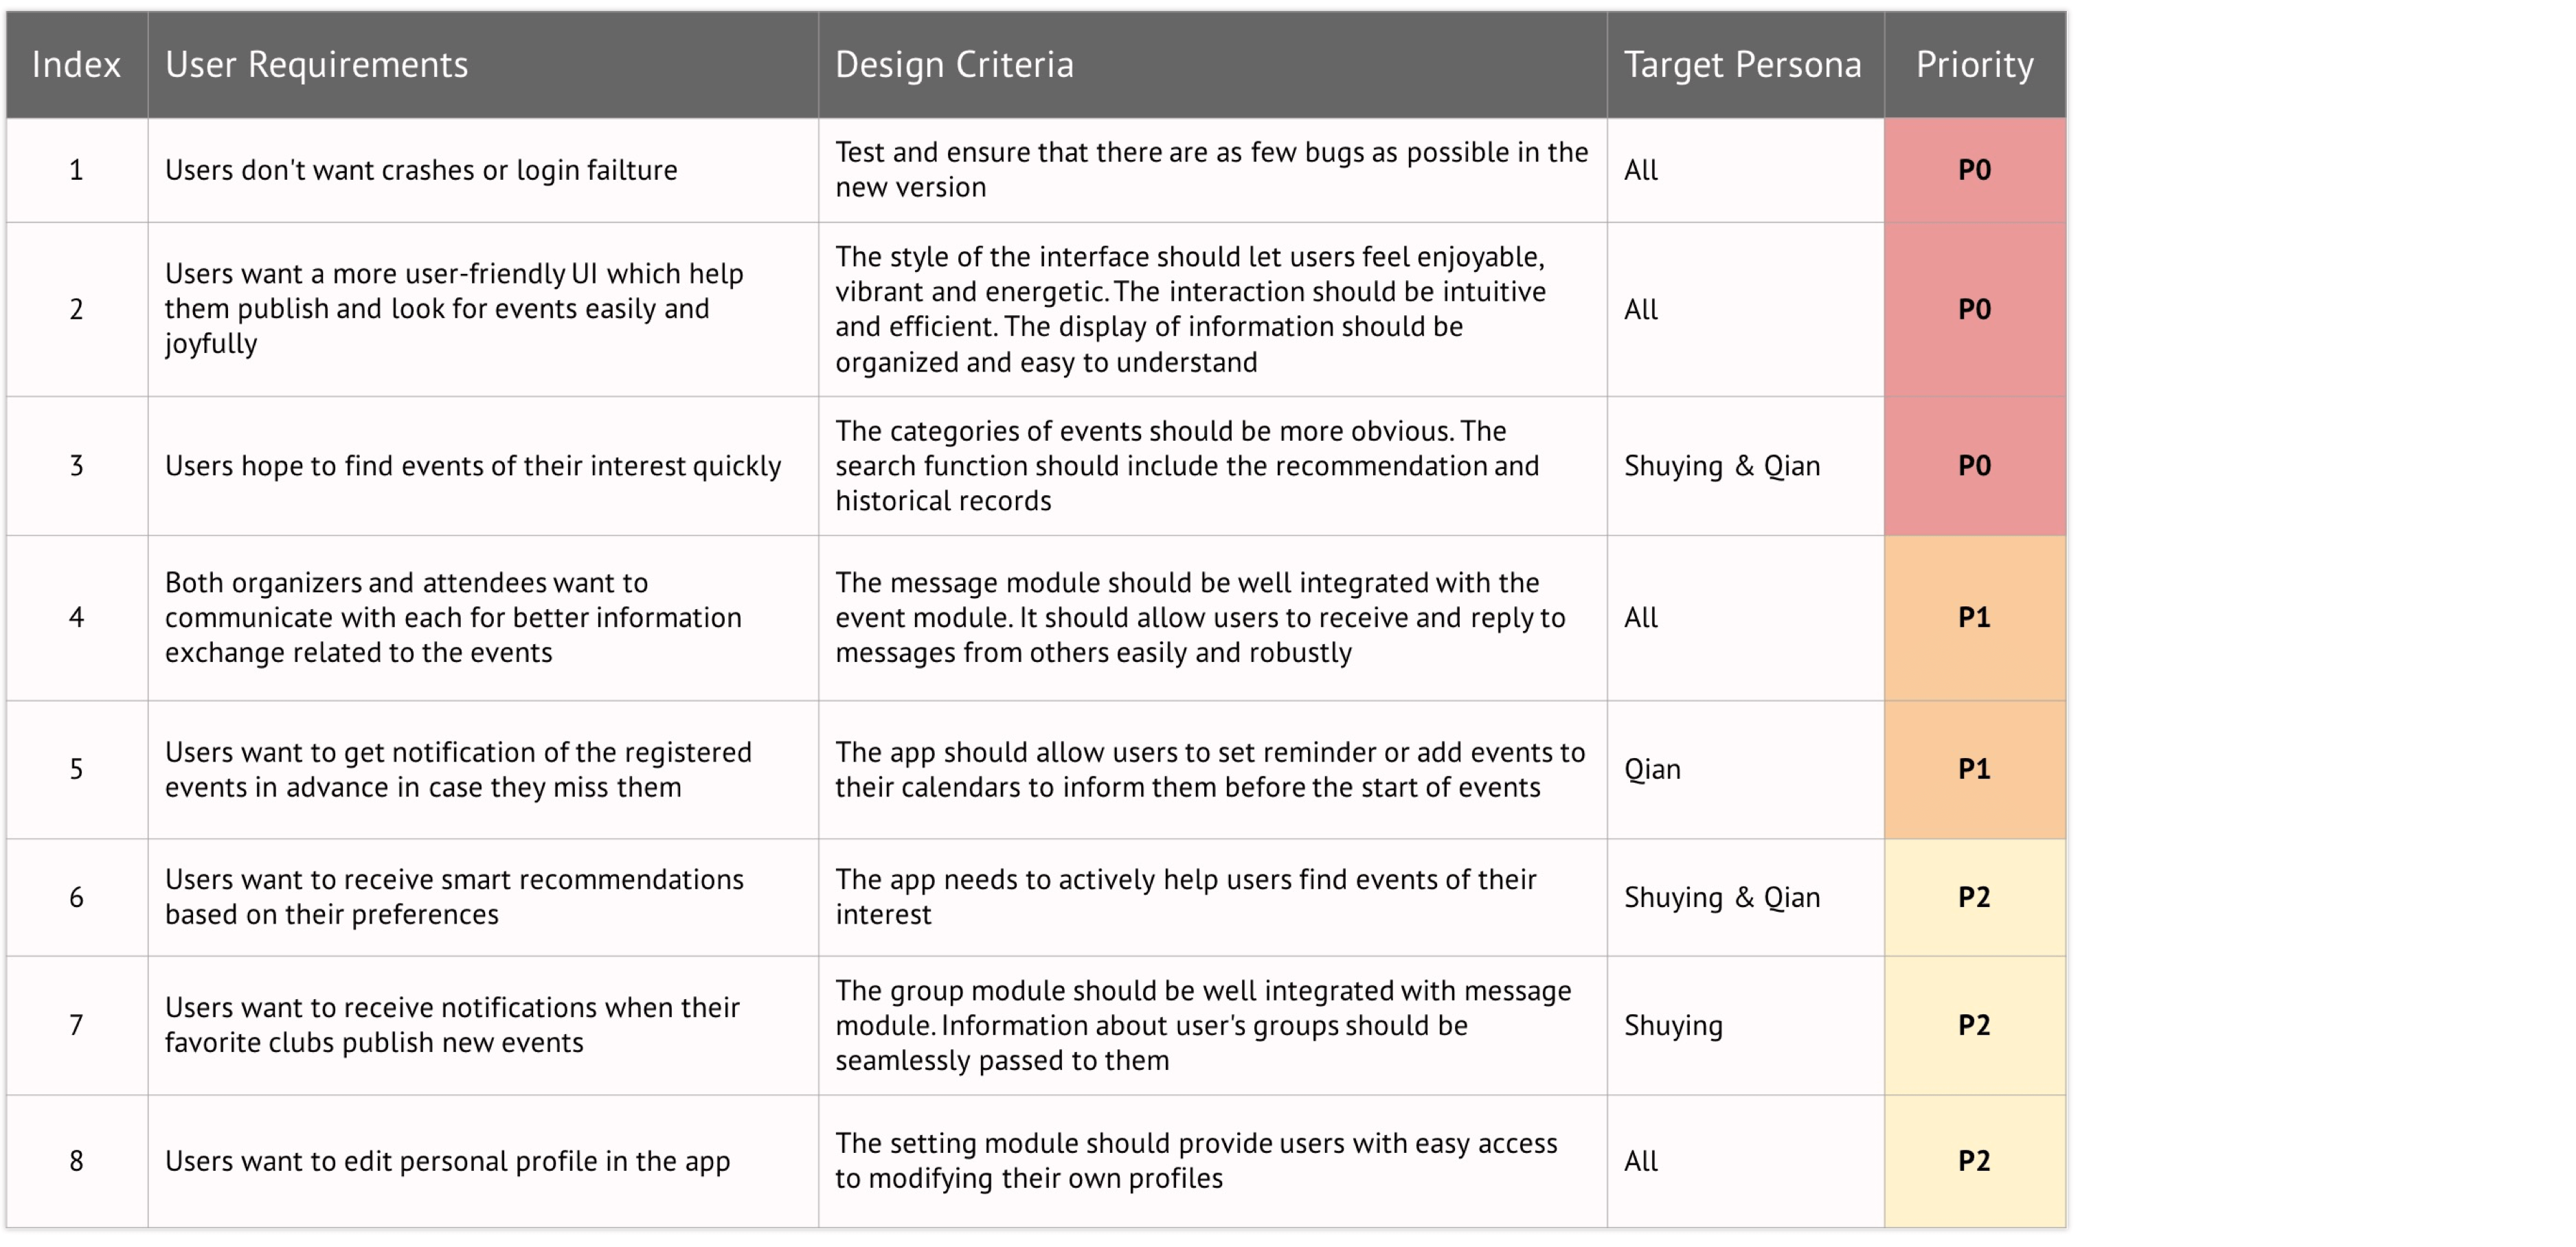 Index User Requirements Design Criteria Target Persona Priority
1 Users don't want crashes or login failture Test and ensure that there are as few bugs as possible in the
new version All P0
2 Users want a more user-friendly UI which help
them publish and look for events easily and
joyfully The style of the interface should let users feel enjoyable,
vibrant and energetic. The interaction should be intuitive
and efficient. The display of information should be
organized and easy to understand All P0
3 Users hope to find events of their interest quickly The categories of events should be more obvious. The
search function should include the recommendation and
historical records Shuying & Qian P0
4 Both organizers and attendees want to
communicate with each for better information
exchange related to the events The message module should be well integrated with the
event module. It should allow users to receive and reply to
messages from others easily and robustly All P1
5 Users want to get notification of the registered
events in advance in case they miss them The app should allow users to set reminder or add events to
their calendars to inform them before the start of events Qian P1
6 Users want to receive smart recommendations
based on their preferences The app needs to actively help users find events of their
interest Shuying & Qian P2
7 Users want to receive notifications when their
favorite clubs publish new events The group module should be well integrated with message
module. Information about user's groups should be
seamlessly passed to them Shuying P2
8 Users want to edit personal profile in the app The setting module should provide users with easy access
to modifying their own profiles All P2